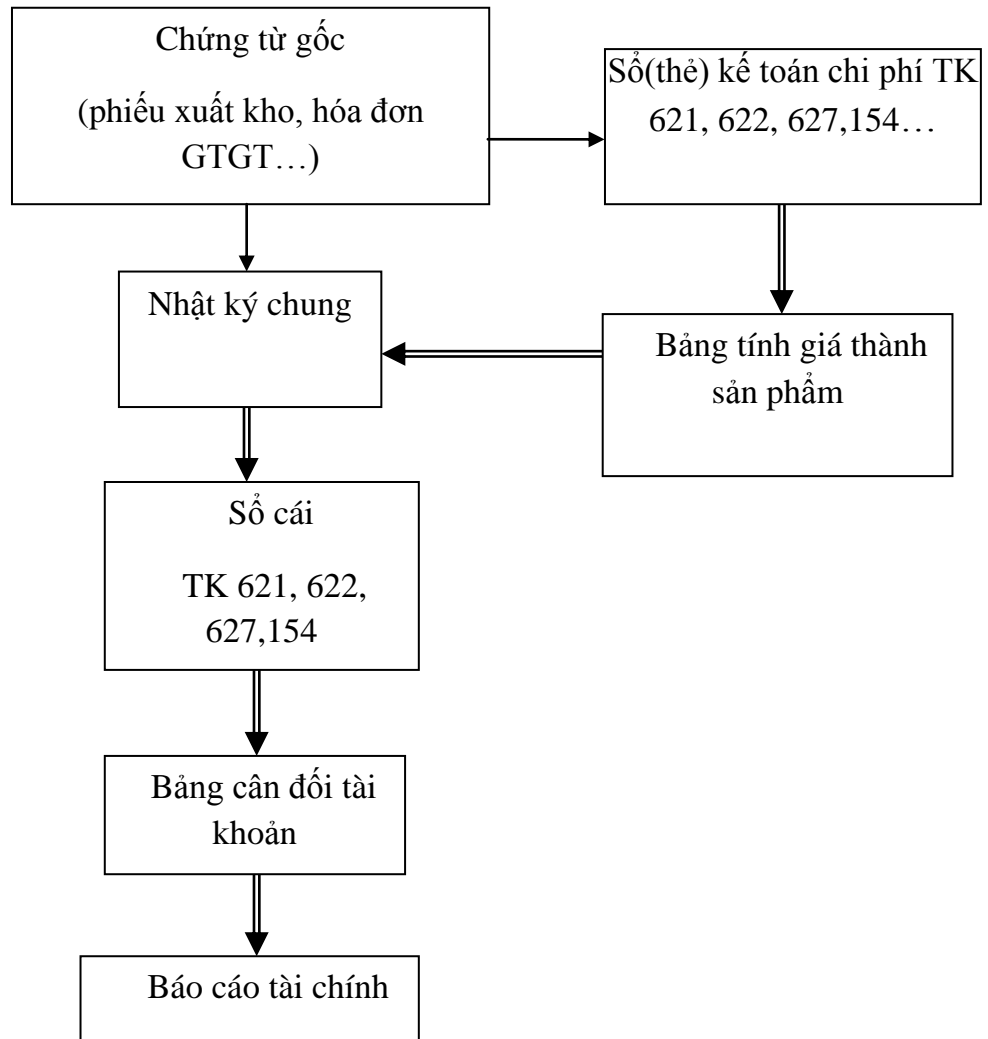 Chứng từ gốc
(phiếu xuất kho, hóa đơn
GTGT…)
Sổ(thẻ) kế toán chi phí TK
621, 622, 627,154…
Nhật ký chung
Bảng tính giá thành
sản phẩm
Sổ cái
TK 621, 622,
627,154
Bảng cân đối tài
khoản
Báo cáo tài chính